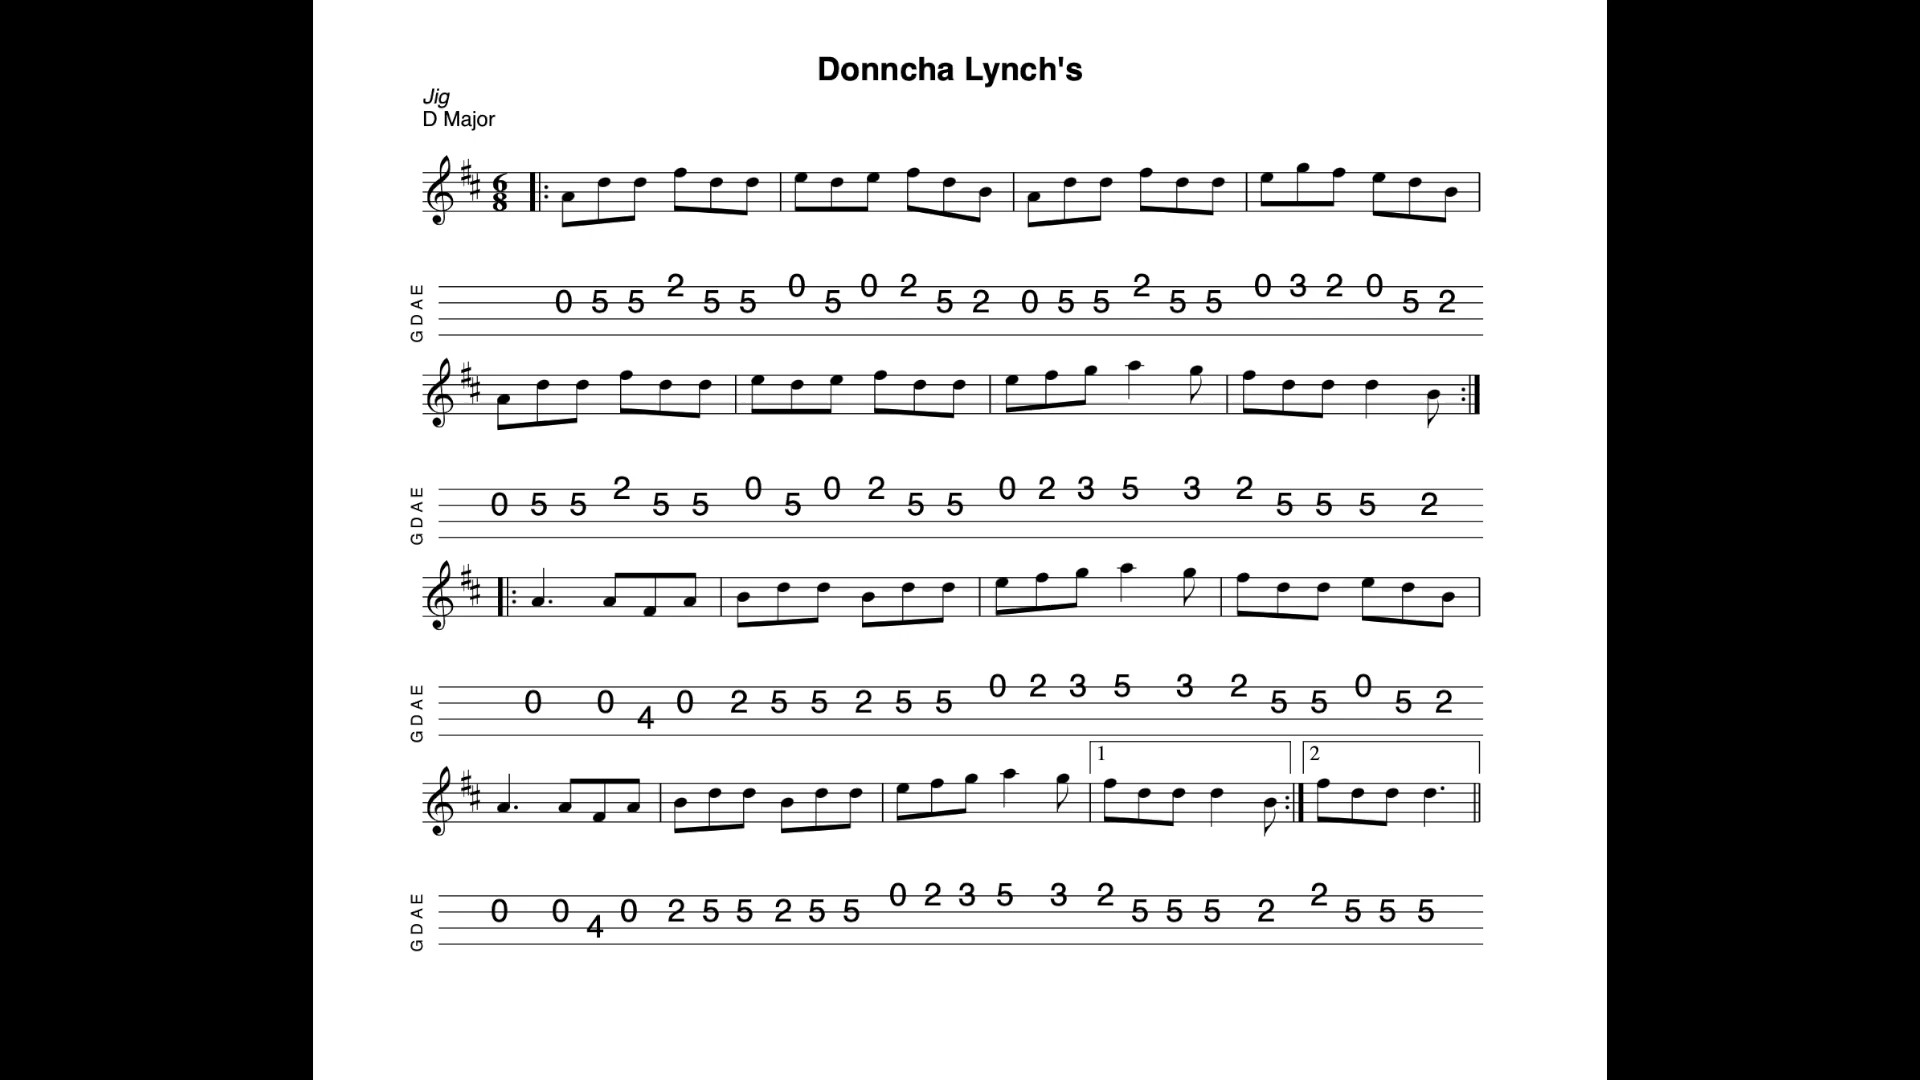 Donncha Lynch's
Jig
D Major
6
8
G D A E
0 5 5 2 5 5 0 5 0 2 5 2 0 5 5 2 5 5 0 3 2 0 5 2
G D A E
0 5 5 2 5 5 0 5 0 2 5 5 0 2 3 5 3 2 5 5 5 2
G D A E
0 0 4 0 2 5 5 2 5 5 0 2 3 5 3 2 5 5 0 5 2
1 2
G D A E
0 0 4 0 2 5 5 2 5 5 0 2 3 5 3 2 5 5 5 2 2 5 5 5